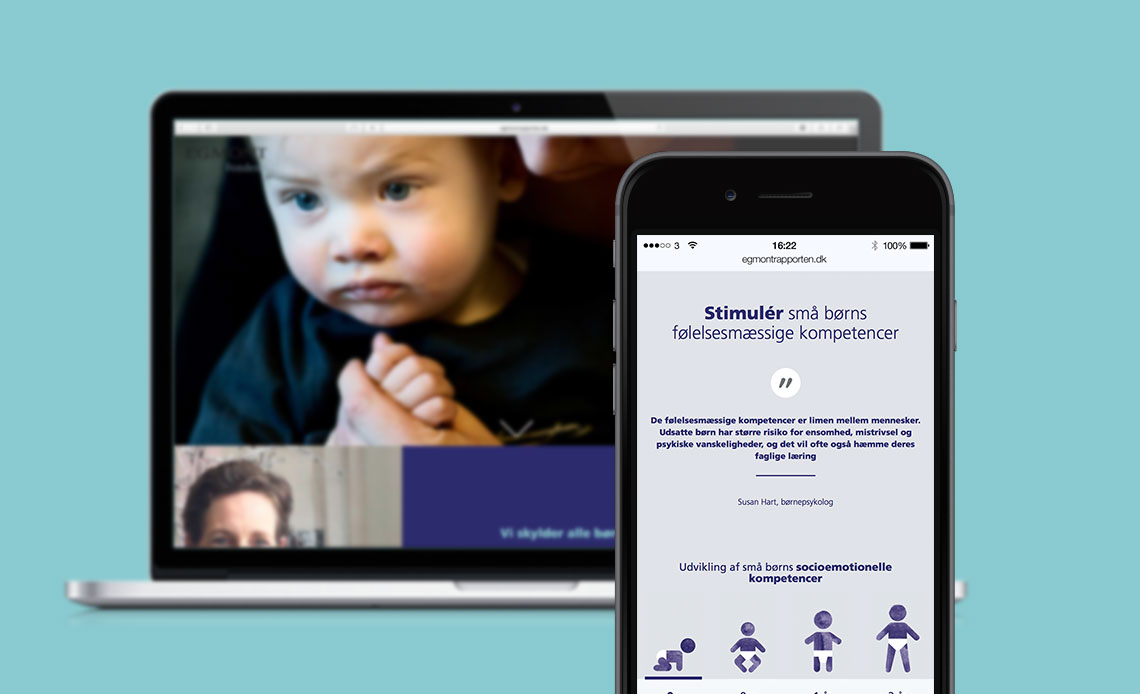 EGMONT
Vi skylder alle bør
3
16:22
100%
egmontrapporten.dk
Stimulér små børns
følelsesmæssige kompetencer
De følelsesmæssige kompetencer er limen mellem mennesker.
Udsatte børn har større risiko for ensomhed, mistrivsel og
psykiske vanskeligheder, og det vil ofte også hæmme deres
faglige læring
Susan Hart, børnepsykolog
Udvikling af små børns socioemotionelle
kompetencer